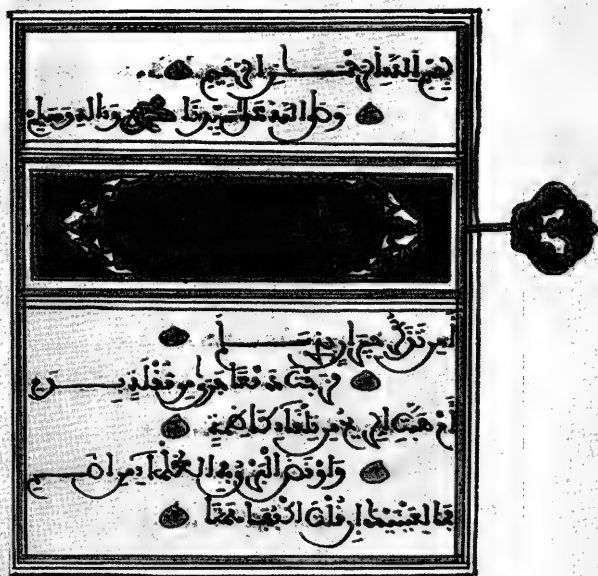 بسم الله الرحمن الرحيم
وصلى الله على سيدنا محمد وءاله وسلم
أمن تذكر جيران بذي سلم
مزجت دمعا جرى من مقلة بدم
أم هبت الريح من تلقاء كاظمة
وأومض البرق في الظلماء من إضم
فما لعينيك إن قلت اكففا همتا